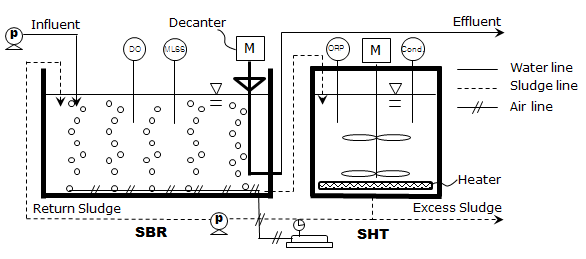 Influent
Decanter
Effluent
P
DO
MLSS
M
ORP
M
Cond.
Water line
Sludge line
Air line
Heater
Return Sludge
P
Excess Sludge
SBR
SHT